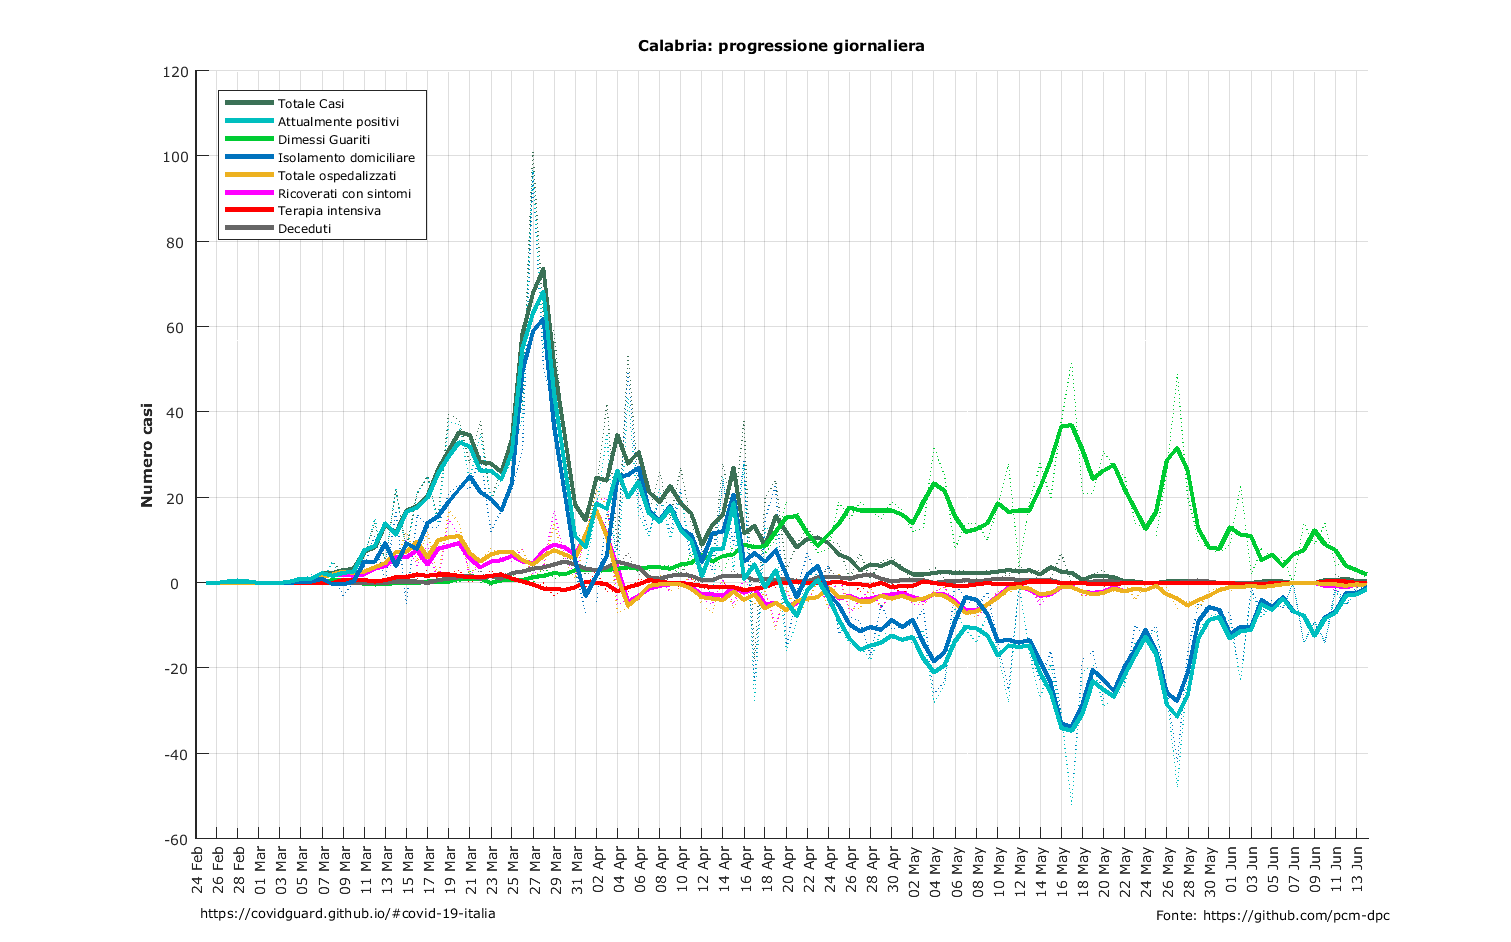 Calabria: progressione giornaliera
Numero casi
120
100
80
60
40
20
0
-20
-40
-60
Totale Casi
Attualmente positivi
Dimessi Guariti
Isolamento domiciliare
Totale ospedalizzati
Ricoverati con sintomi
Terapia intensiva
Deceduti
24 Feb
26 Feb
28 Feb
01 Mar
03 Mar
05 Mar
07 Mar
09 Mar
11 Mar
13 Mar
15 Mar
17 Mar
19 Mar
21 Mar
23 Mar
25 Mar
27 Mar
29 Mar
31 Mar
02 Apr
04 Apr
06 Apr
08 Apr
10 Apr
12 Apr
14 Apr
16 Apr
18 Apr
20 Apr
22 Apr
24 Apr
26 Apr
28 Apr
30 Apr
02 May
04 May
06 May
08 May
10 May
12 May
14 May
16 May
18 May
20 May
22 May
24 May
26 May
28 May
30 May
01 Jun
03 Jun
05 Jun
07 Jun
09 Jun
11 Jun
13 Jun
https://covidguard.github.io/#covid-19-italia
Fonte: https://github.com/pcm-dpc